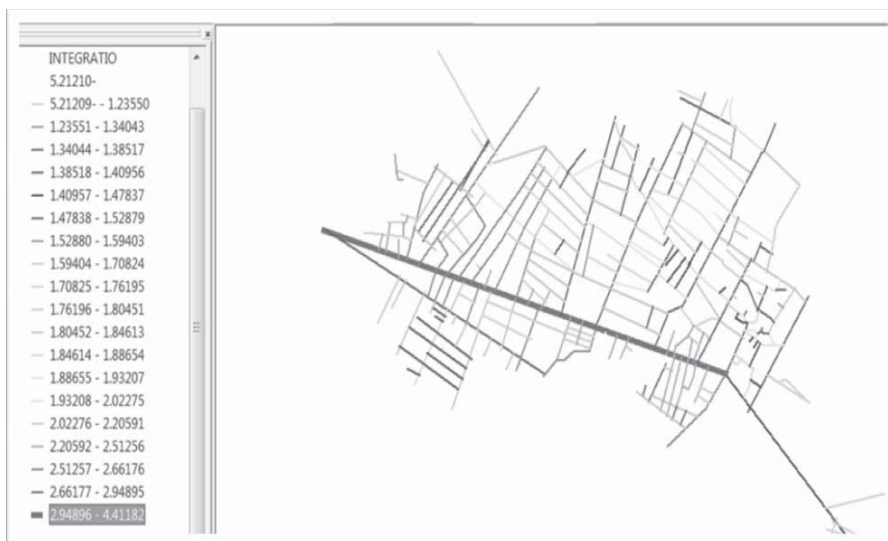 INTEGRATIO
5.21210-
5.21209- - 1.23550
1.23551 - 1.34043
1.34044 - 1.38517
1.38518 - 1.40956
1.40957 - 1.47837
1.47838 - 1.52879
1.52880 - 1.59403
1.59404 - 1.70824
1.70825 - 1.76195
1.76196 - 1.80451
1.80452 - 1.84613
1.84614 - 1.88654
1.88655 - 1.93207
1.93208 - 2.02275
2.02276 - 2.20591
2.20592 - 2.51256
2.51257 - 2.66176
2.66177 - 2.94895
2.94896 - 4.41182